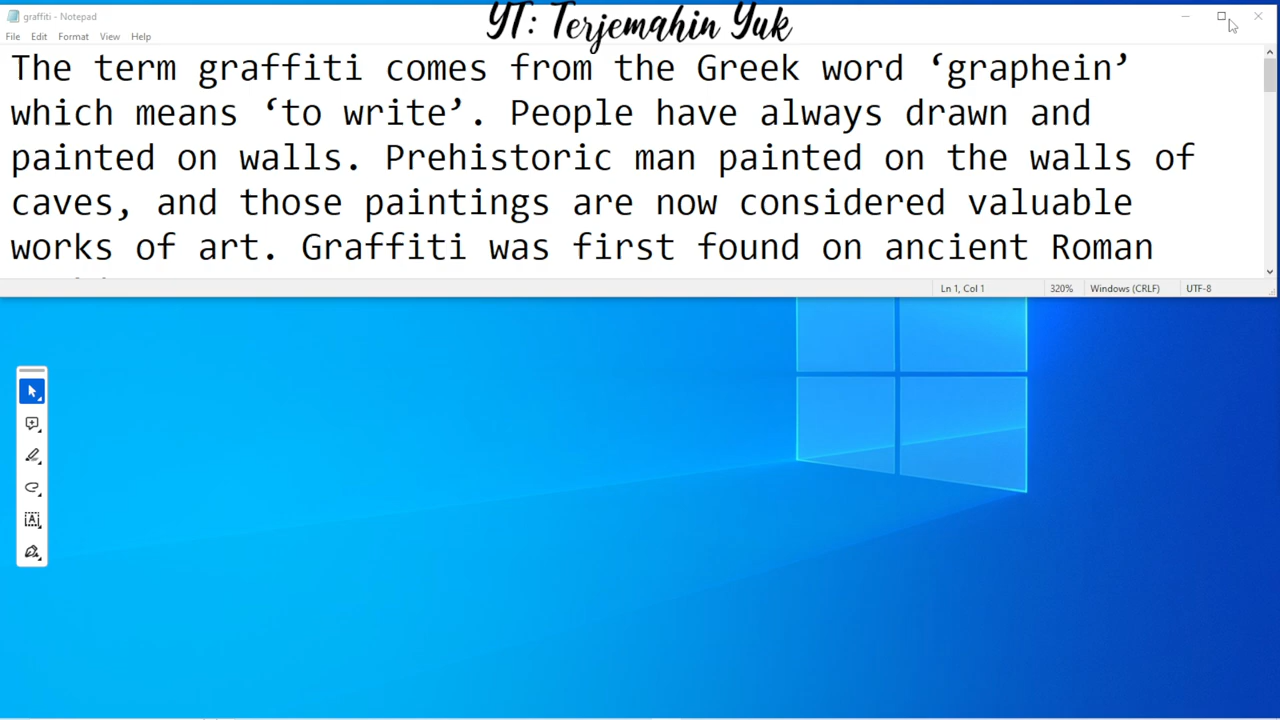 graffiti - Notepad
YT: Terjemahin Yuk
File Edit Format View Help
The term graffiti comes from the Greek word ‘graphein’
which means ‘to write’. People have always drawn and
painted on walls. Prehistoric man painted on the walls of
caves, and those paintings are now considered valuable
works of art. Graffiti was first found on ancient Roman
Ln 1, Col 1 320% Windows (CRLF) UTF-8